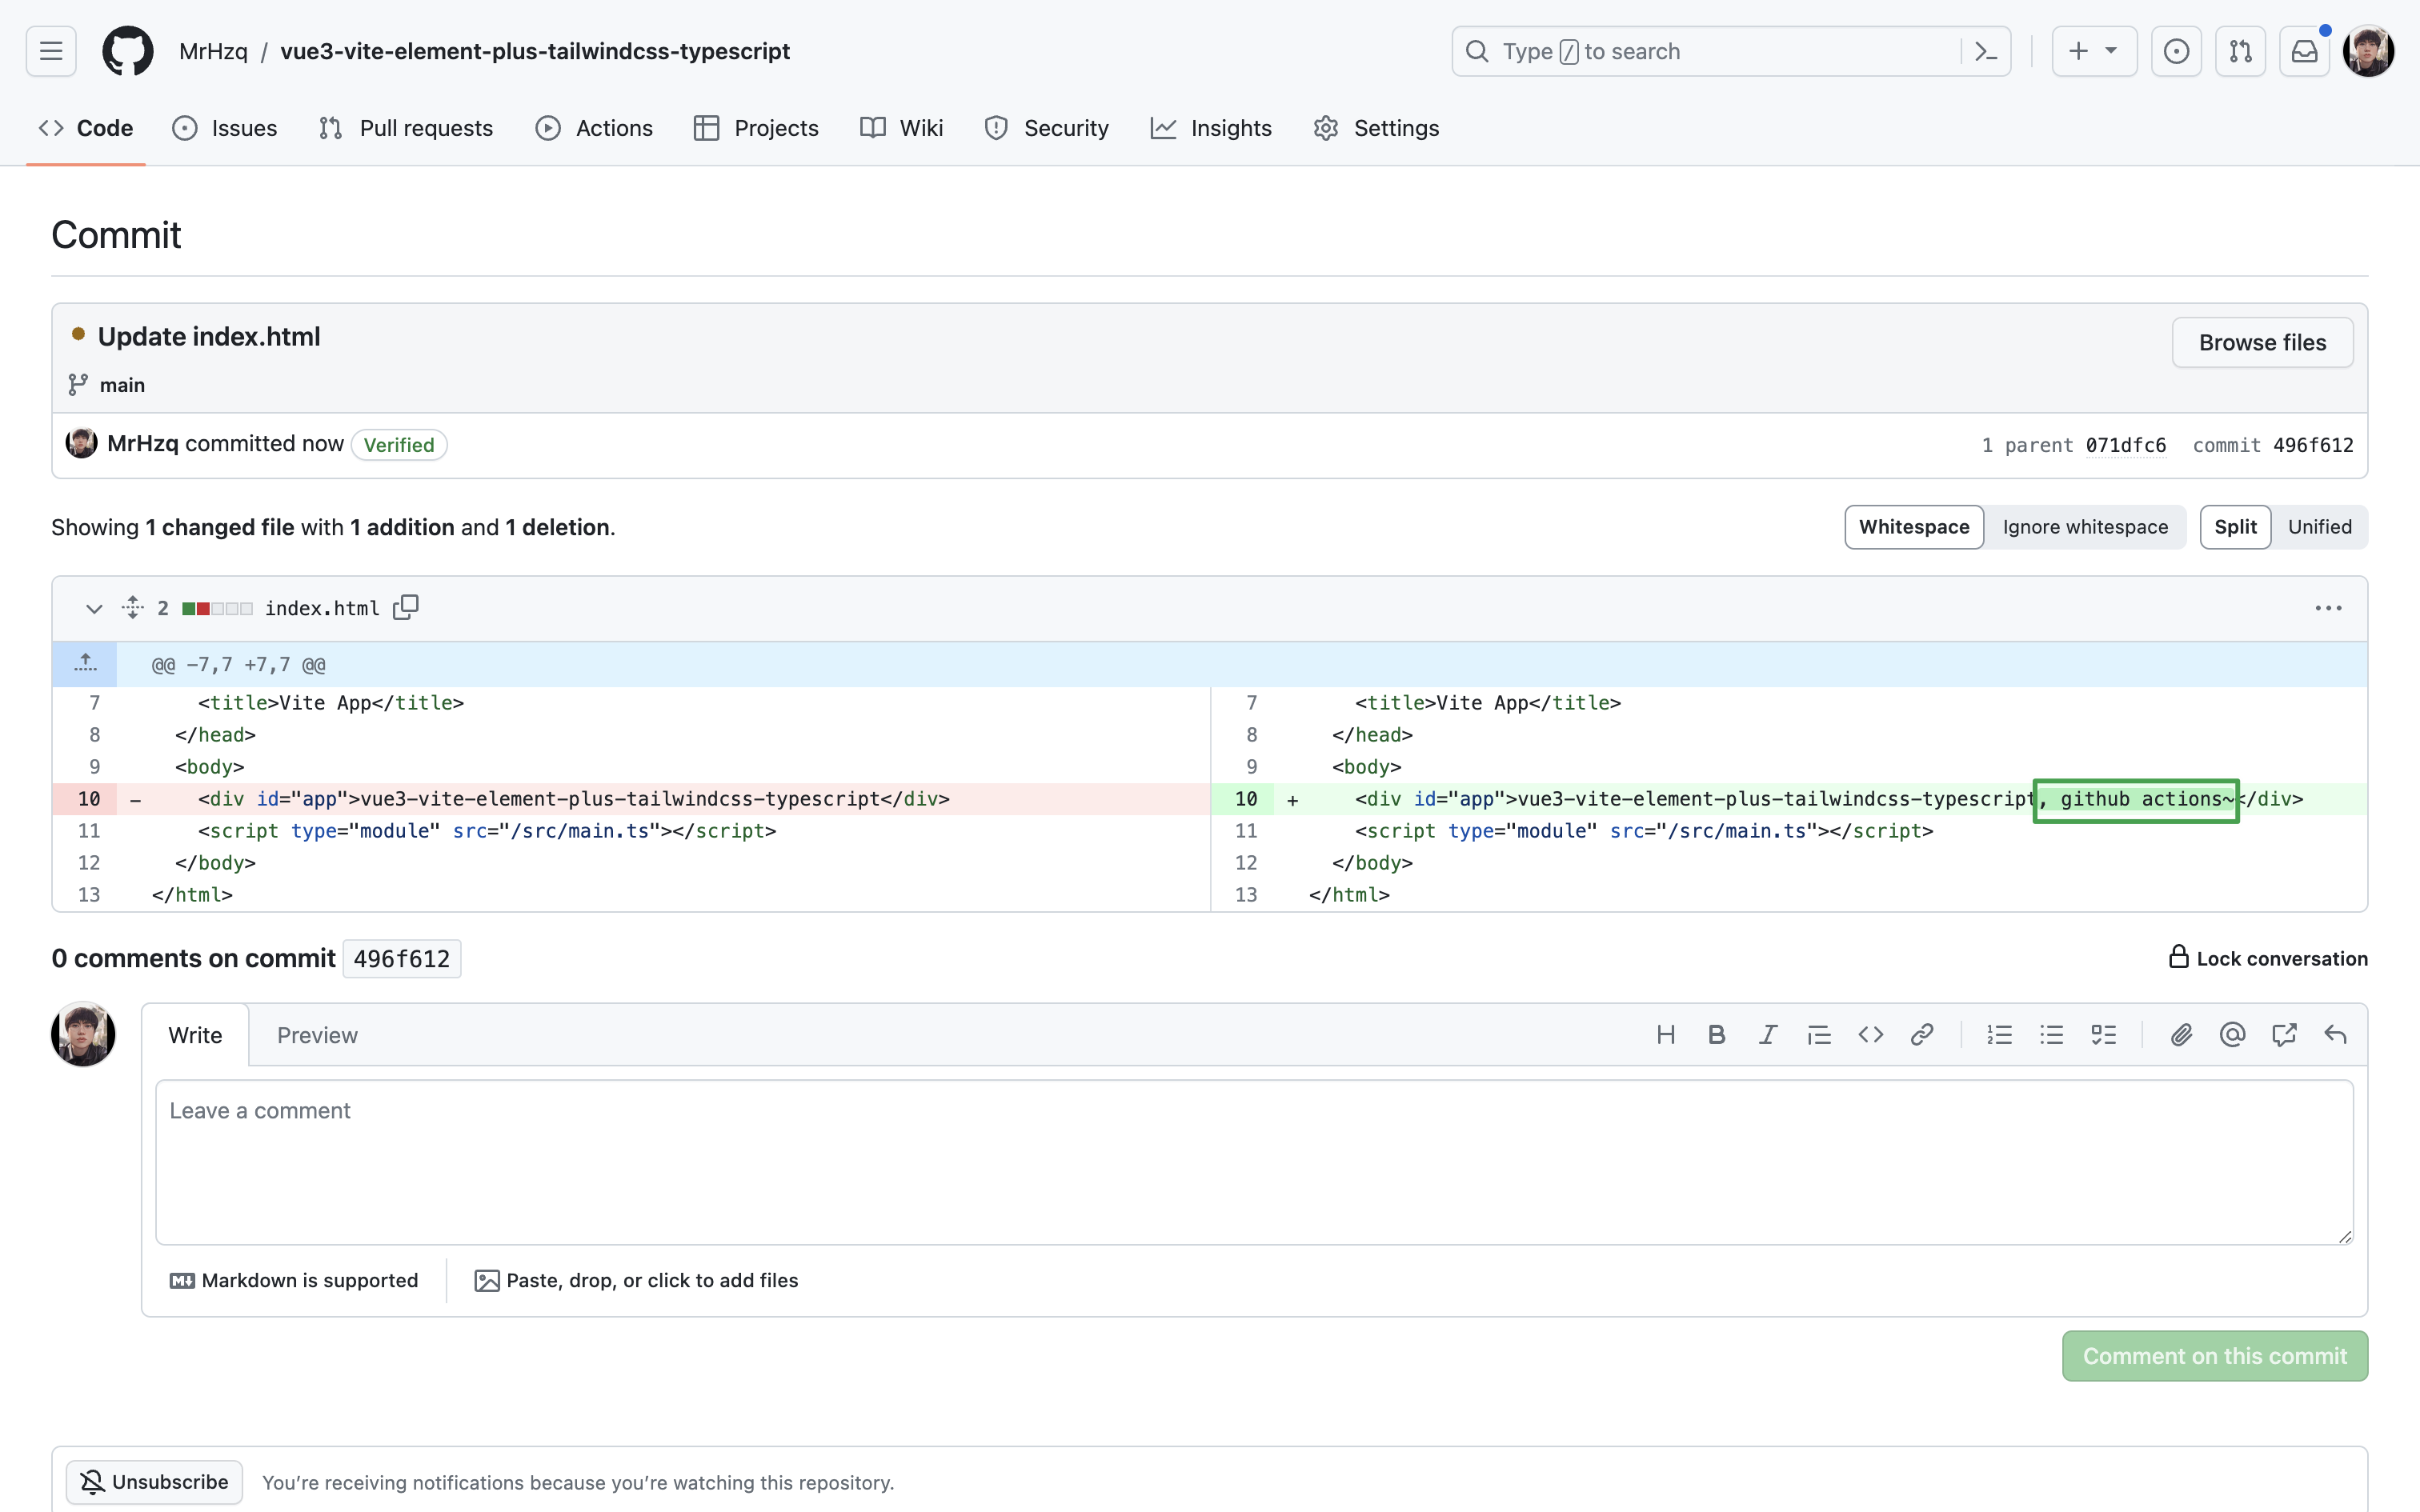 MrHzq / vue3-vite-element-plus-tailwindcss-typescript
Type / to search
Code Issues Pull requests Actions Projects Wiki Security Insights Settings
Commit
Update index.html
Browse files
main
MrHzq committed now Verified
1 parent 071dfc6 commit 496f612
Showing 1 changed file with 1 addition and 1 deletion.
Whitespace Ignore whitespace Split Unified
2 index.html
@@ -7,7 +7,7 @@
7 <title>Vite App</title> 7 <title>Vite App</title>
8 </head> 8 </head>
9 <body> 9 <body>
10 - <div id="app">vue3-vite-element-plus-tailwindcss-typescript</div> 10 + <div id="app">vue3-vite-element-plus-tailwindcss-typescript, github actions~</div>
11 <script type="module" src="/src/main.ts"></script> 11 <script type="module" src="/src/main.ts"></script>
12 </body> 12 </body>
13 </html> 13 </html>
0 comments on commit 496f612
Lock conversation
Write Preview
Leave a comment
Markdown is supported
Paste, drop, or click to add files
Comment on this commit
Unsubscribe
You’re receiving notifications because you’re watching this repository.